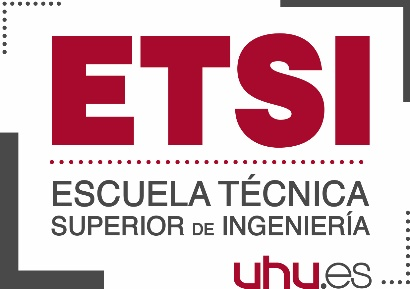 ETSI
ESCUELA TÉCNICA
SUPERIOR DE INGENIERÍA
uhu.es